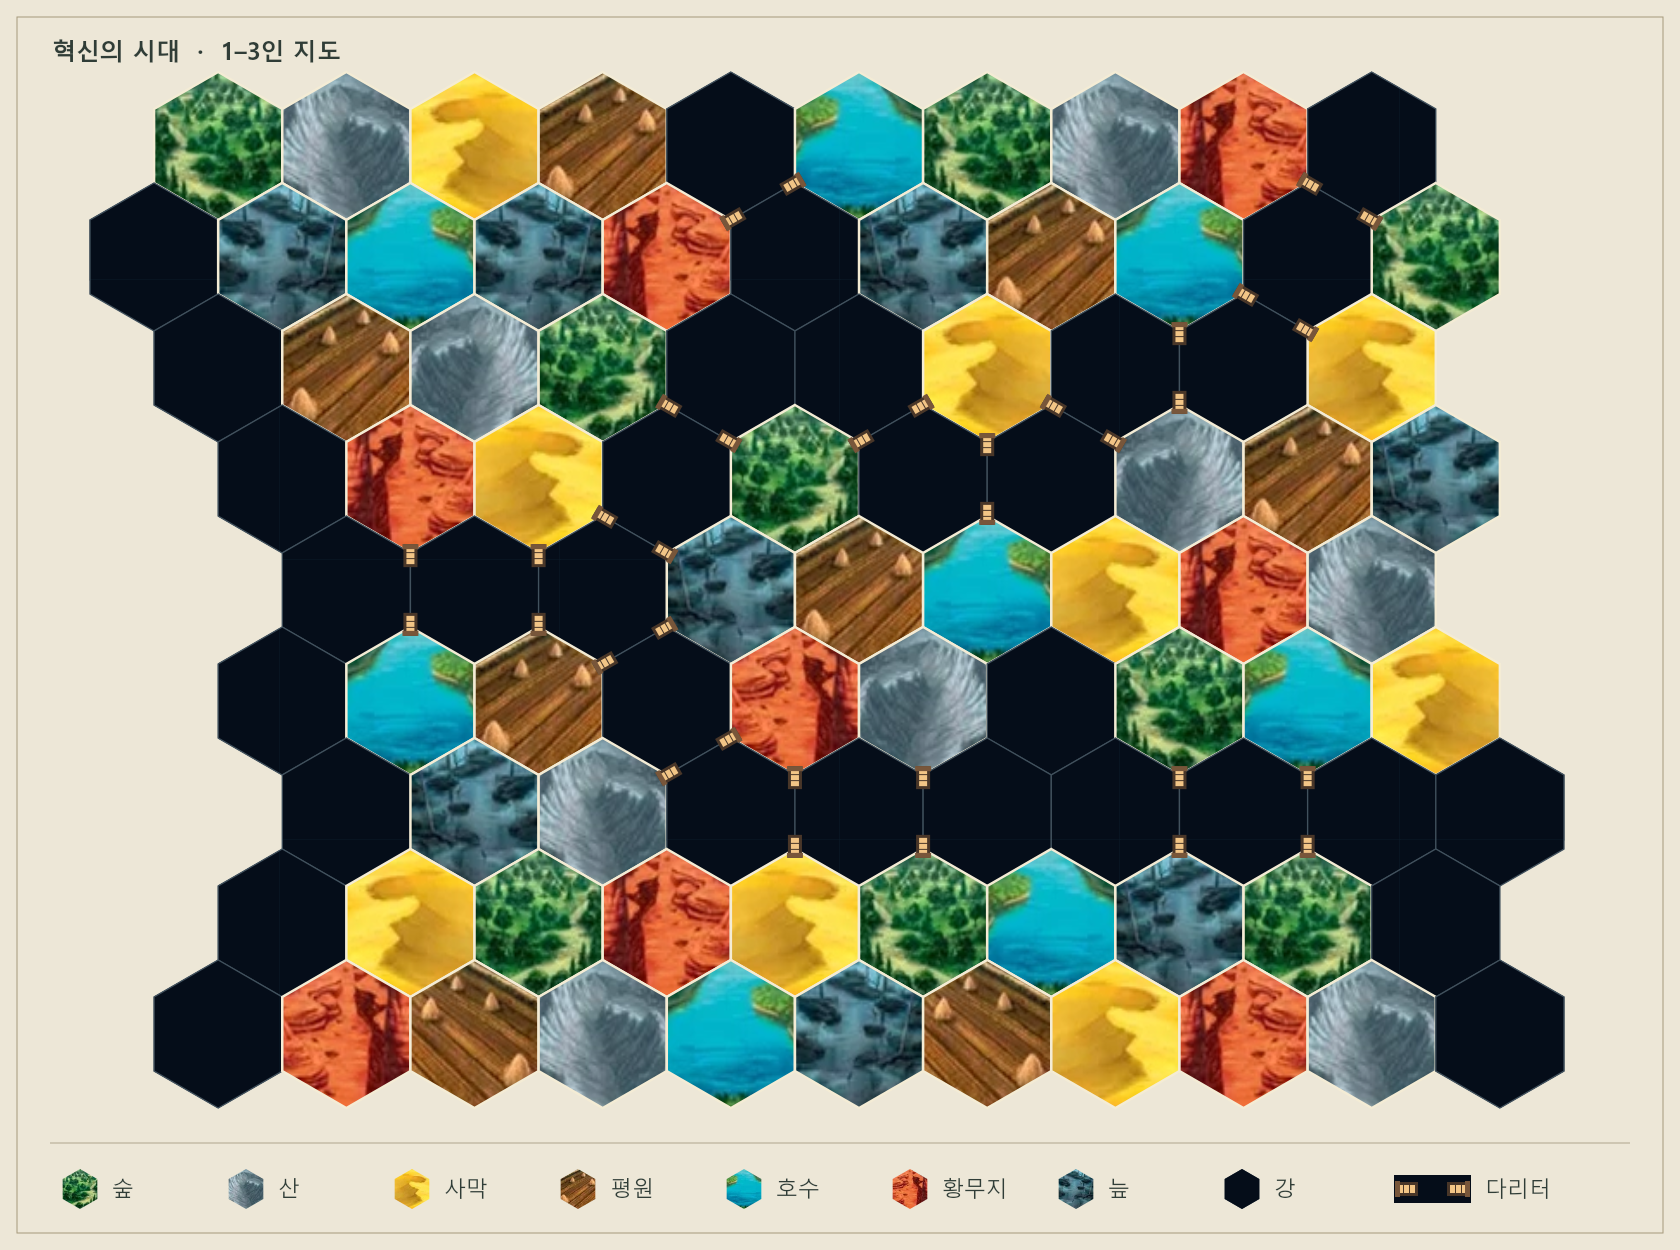 혁신의 시대 · 1–3인 지도
숲 산 사막 평원 호수 황무지 늪 강 다리터